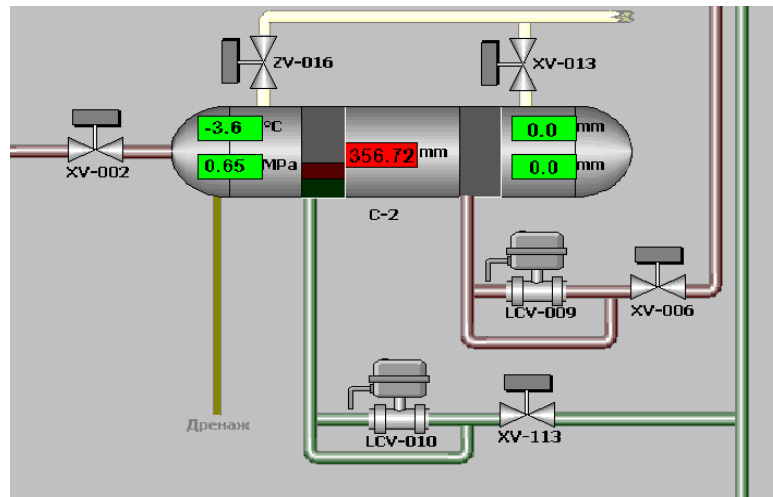 ZV-016
XV-013
-3.6 °C
0.0 mm
356.72 mm
0.65 MPa
0.0 mm
XV-002
C-2
LCV-009
XV-006
Дренаж
LCV-010
XV-113